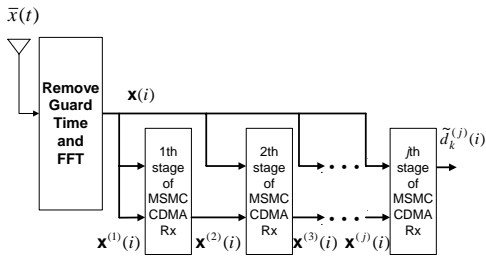 x̅(t)
Remove
Guard
Time
and
FFT
x(i)
1th
stage
of
MSMC
CDMA
Rx
2th
stage
of
MSMC
CDMA
Rx
• • •
• • •
jth
stage
of
MSMC
CDMA
Rx
d̃ₖ⁽ʲ⁾(i)
x⁽¹⁾(i)
x⁽²⁾(i)
x⁽³⁾(i)
x⁽ʲ⁾(i)